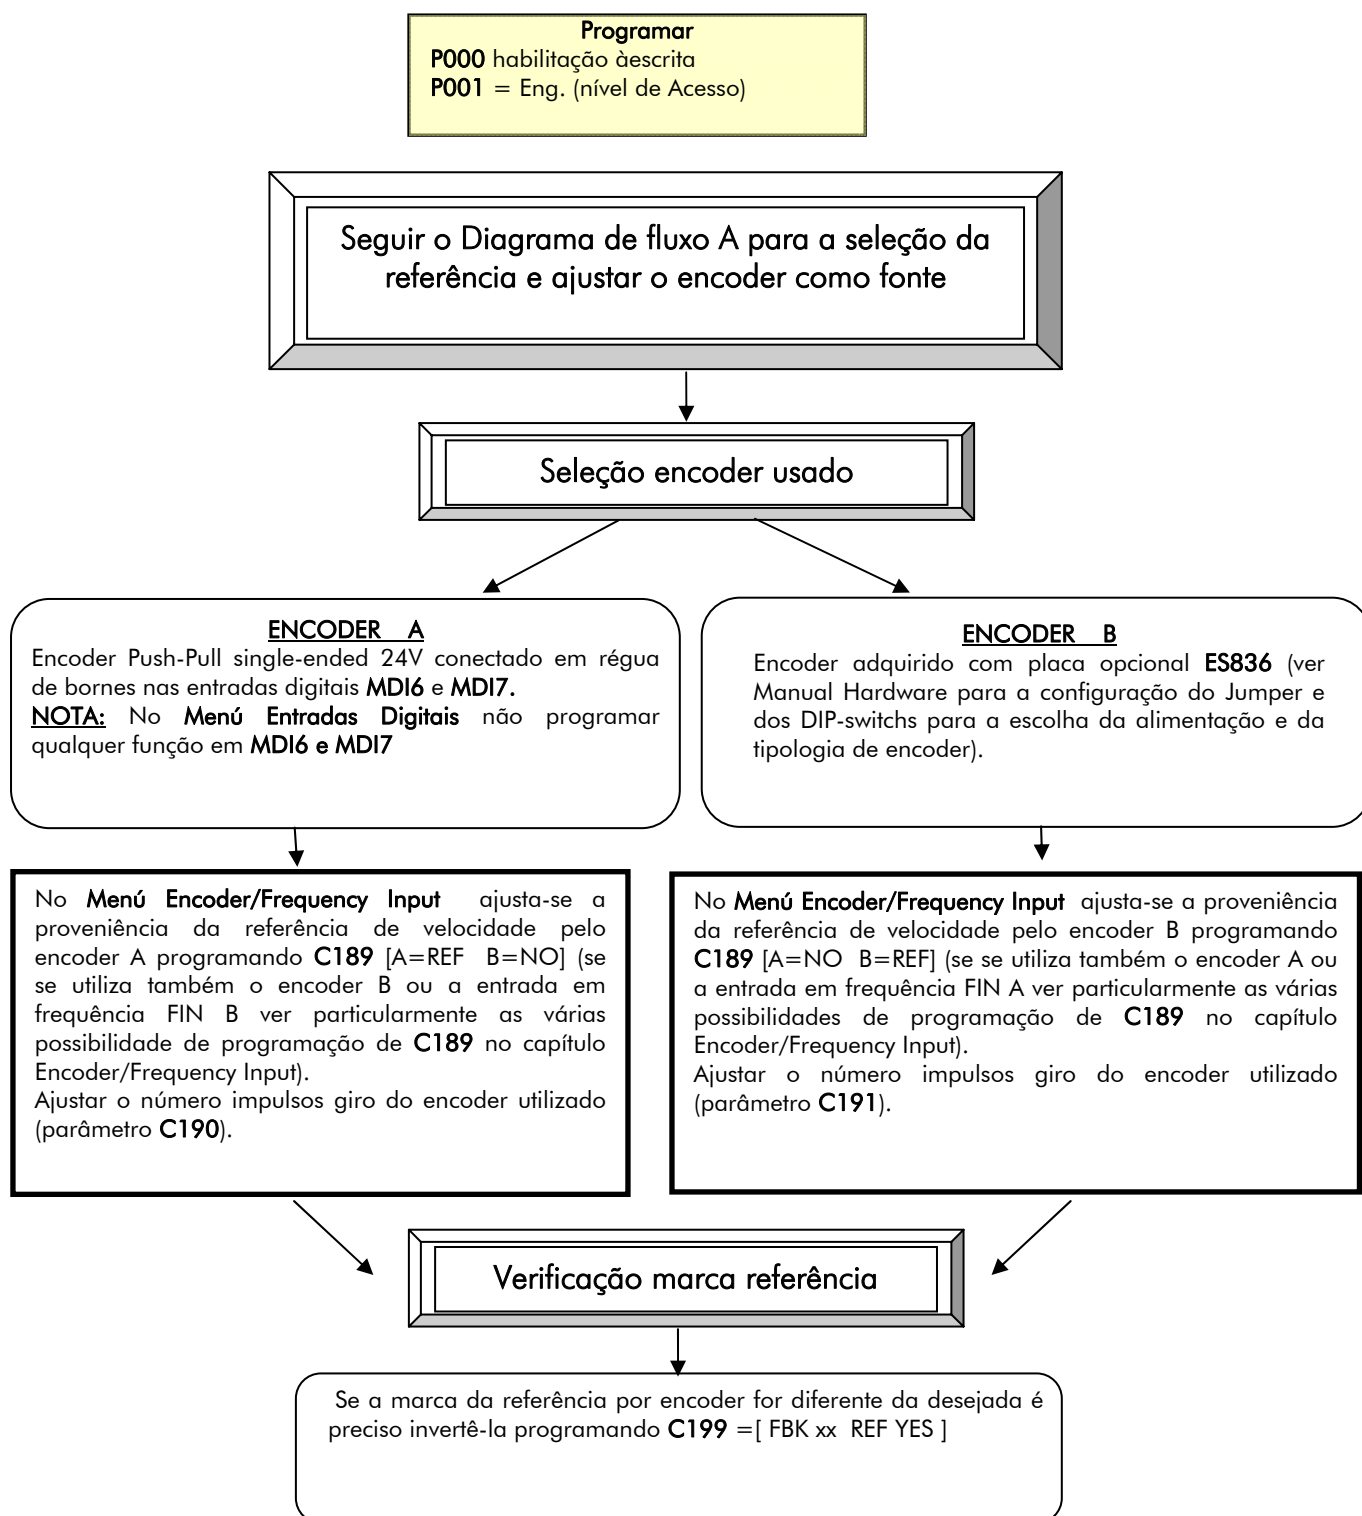 Programar
P000 habilitação àescrita
P001 = Eng. (nível de Acesso)
Seguir o Diagrama de fluxo A para a seleção da
referência e ajustar o encoder como fonte
Seleção encoder usado
ENCODER A
Encoder Push-Pull single-ended 24V conectado em régua
de bornes nas entradas digitais MDI6 e MDI7.
NOTA: No Menú Entradas Digitais não programar
qualquer função em MDI6 e MDI7
ENCODER B
Encoder adquirido com placa opcional ES836 (ver
Manual Hardware para a configuração do Jumper e
dos DIP-switchs para a escolha da alimentação e da
tipologia de encoder).
No Menú Encoder/Frequency Input ajusta-se a
proveniência da referência de velocidade pelo
encoder A programando C189 [A=REF B=NO] (se
se utiliza também o encoder B ou a entrada em
frequência FIN B ver particularmente as várias
possibilidade de programação de C189 no capítulo
Encoder/Frequency Input).
Ajustar o número impulsos giro do encoder utilizado
(parâmetro C190).
No Menú Encoder/Frequency Input ajusta-se a proveniência
da referência de velocidade pelo encoder B programando
C189 [A=NO B=REF] (se se utiliza também o encoder A ou
a entrada em frequência FIN A ver particularmente as várias
possibilidades de programação de C189 no capítulo
Encoder/Frequency Input).
Ajustar o número impulsos giro do encoder utilizado
(parâmetro C191).
Verificação marca referência
Se a marca da referência por encoder for diferente da desejada é
preciso invertê-la programando C199 =[ FBK xx REF YES ]